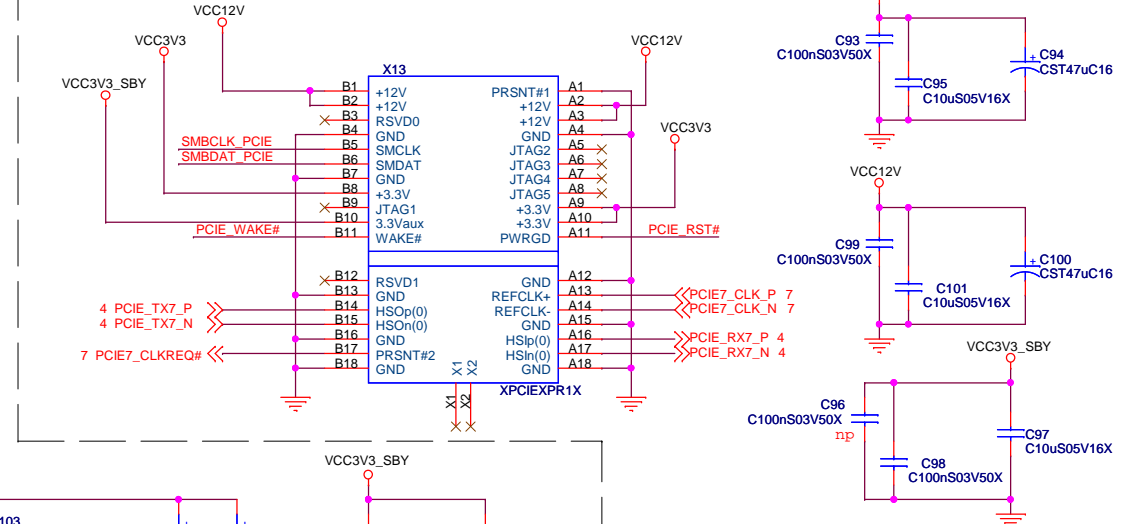 VCC12V
VCC3V3
VCC3V3_SBY
X13
VCC12V
VCC3V3
B1 +12V
B2 +12V
B3 RSVD0
B4 GND
SMBCLK_PCIE B5 SMCLK
SMBDAT_PCIE B6 SMDAT
B7 GND
B8 +3.3V
B9 JTAG1
B10 3.3Vaux
PCIE_WAKE# B11 WAKE#
PRSNT#1 A1
+12V A2
+12V A3
GND A4
JTAG2 A5
JTAG3 A6
JTAG4 A7
JTAG5 A8
+3.3V A9
+3.3V A10
PWRGD A11 PCIE_RST#
B12 RSVD1
B13 GND
4 PCIE_TX7_P B14 HSOp(0)
4 PCIE_TX7_N B15 HSOn(0)
B16 GND
7 PCIE7_CLKREQ# B17 PRSNT#2
B18 GND
GND A12
REFCLK+ A13 PCIE7_CLK_P 7
REFCLK- A14 PCIE7_CLK_N 7
GND A15
HSIp(0) A16 PCIE_RX7_P 4
HSIn(0) A17 PCIE_RX7_N 4
GND A18
X1 X2
X1 X2
XPCIEXPR1X
C93
C100nS03V50X
C95
C10uS05V16X
+ C94
CST47uC16
VCC12V
C99
C100nS03V50X
C101
C10uS05V16X
+ C100
CST47uC16
VCC3V3_SBY
C96
C100nS03V50X
np
C98
C100nS03V50X
C97
C10uS05V16X
VCC3V3_SBY
103
+
+